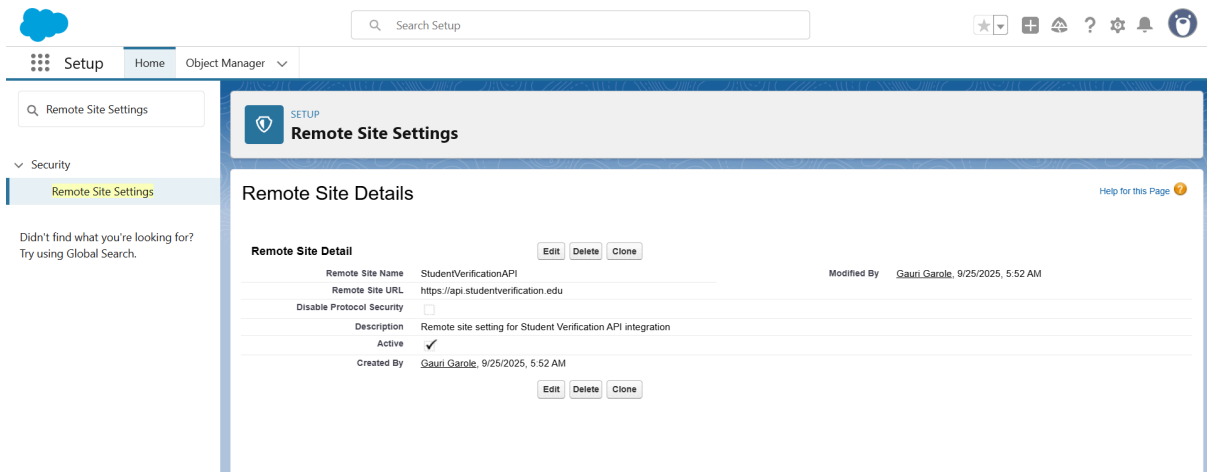 Search Setup
Setup
Home
Object Manager
Remote Site Settings
Security
Remote Site Settings
Didn't find what you're looking for?
Try using Global Search.
SETUP
Remote Site Settings
Remote Site Details
Help for this Page
Remote Site Detail
Edit Delete Clone
Remote Site Name StudentVerificationAPI Modified By Gauri Garole, 9/25/2025, 5:52 AM
Remote Site URL https://api.studentverification.edu
Disable Protocol Security
Description Remote site setting for Student Verification API integration
Active
Created By Gauri Garole, 9/25/2025, 5:52 AM
Edit Delete Clone